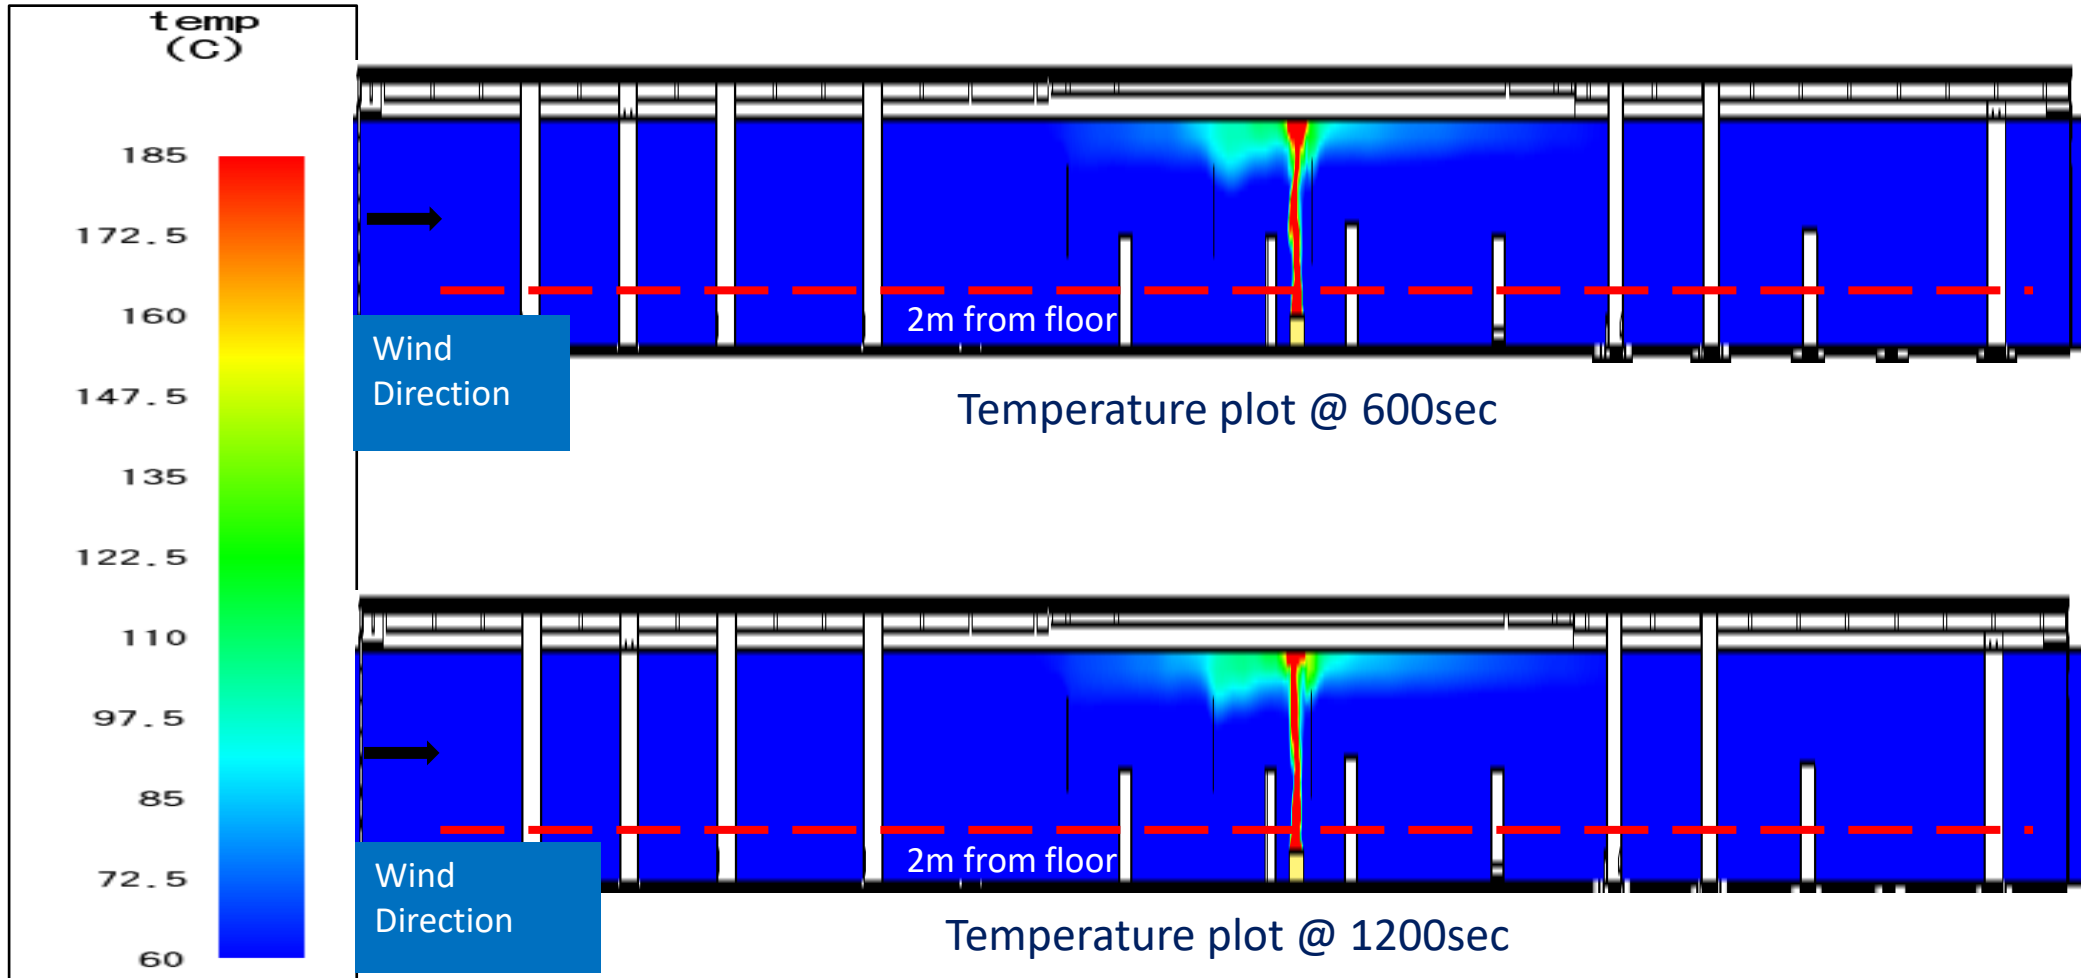 temp
(C)
185
172.5
160
147.5
135
122.5
110
97.5
85
72.5
60
2m from floor
Wind
Direction
Temperature plot @ 600sec
2m from floor
Wind
Direction
Temperature plot @ 1200sec